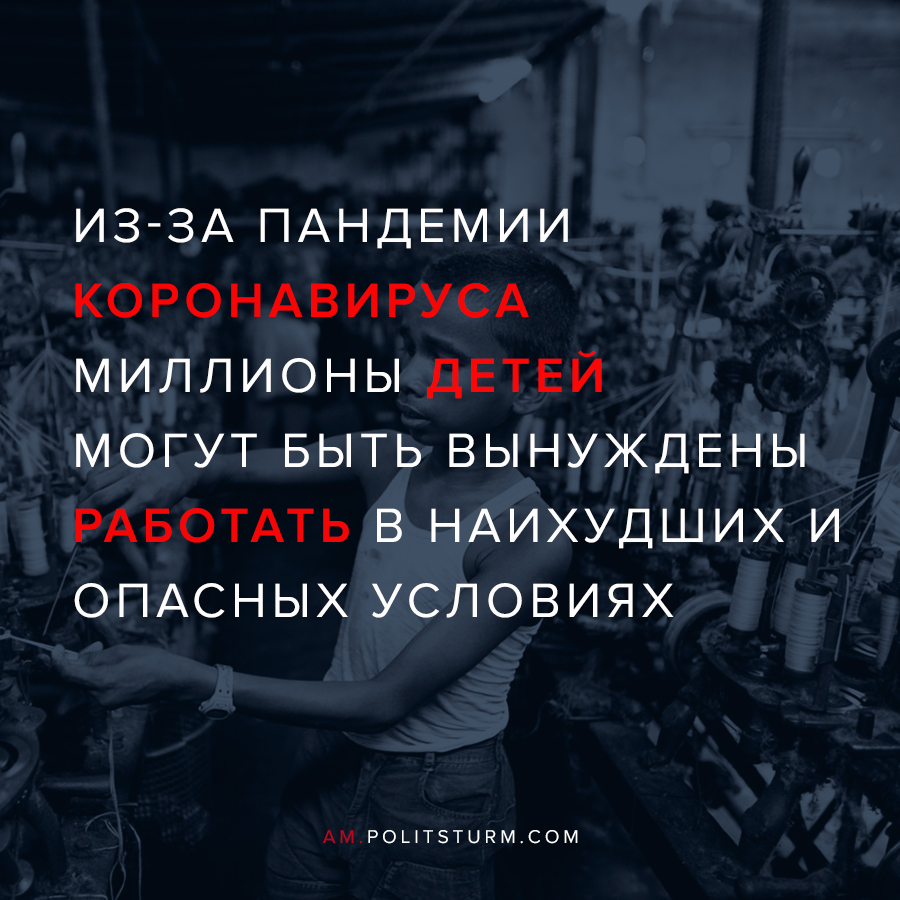 ИЗ-ЗА ПАНДЕМИИ
КОРОНАВИРУСА
МИЛЛИОНЫ ДЕТЕЙ
МОГУТ БЫТЬ ВЫНУЖДЕНЫ
РАБОТАТЬ В НАИХУДШИХ И
ОПАСНЫХ УСЛОВИЯХ
AM.POLITSTURM.COM